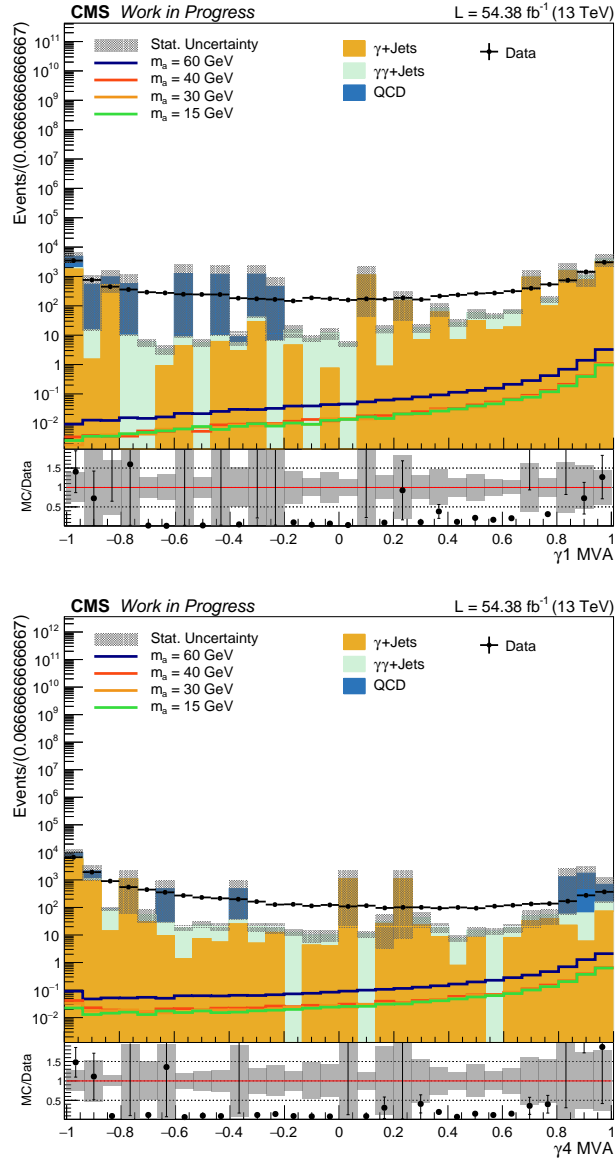 CMS Work in Progress L = 54.38 fb⁻¹ (13 TeV)
Stat. Uncertainty γ+Jets Data
mₐ = 60 GeV γγ+Jets
mₐ = 40 GeV QCD
mₐ = 30 GeV
mₐ = 15 GeV
Events/(0.0666666666666667)
10¹¹
10¹⁰
10⁹
10⁸
10⁷
10⁶
10⁵
10⁴
10³
10²
10
1
10⁻¹
10⁻²
MC/Data
1.5
1
0.5
−1 −0.8 −0.6 −0.4 −0.2 0 0.2 0.4 0.6 0.8 1
γ1 MVA
CMS Work in Progress L = 54.38 fb⁻¹ (13 TeV)
Stat. Uncertainty γ+Jets Data
mₐ = 60 GeV γγ+Jets
mₐ = 40 GeV QCD
mₐ = 30 GeV
mₐ = 15 GeV
Events/(0.0666666666666667)
10¹²
10¹¹
10¹⁰
10⁹
10⁸
10⁷
10⁶
10⁵
10⁴
10³
10²
10
1
10⁻¹
10⁻²
MC/Data
1.5
1
0.5
−1 −0.8 −0.6 −0.4 −0.2 0 0.2 0.4 0.6 0.8 1
γ4 MVA